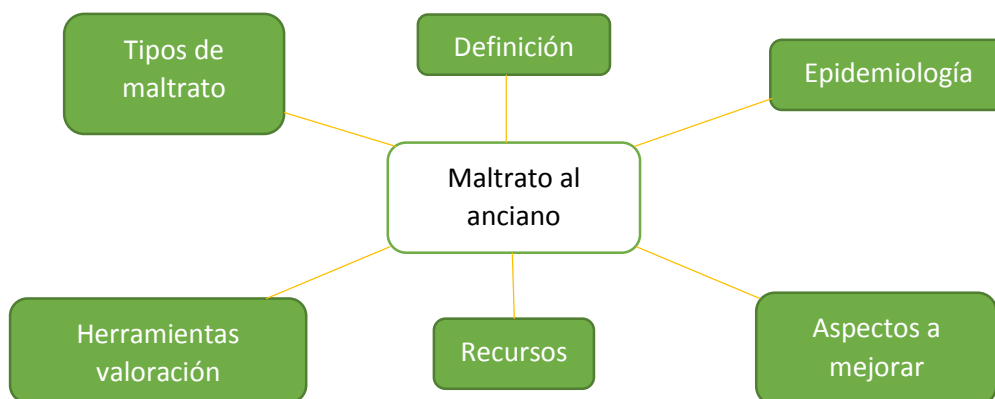 Tipos de
maltrato
Definición
Epidemiología
Maltrato al
anciano
Herramientas
valoración
Recursos
Aspectos a
mejorar